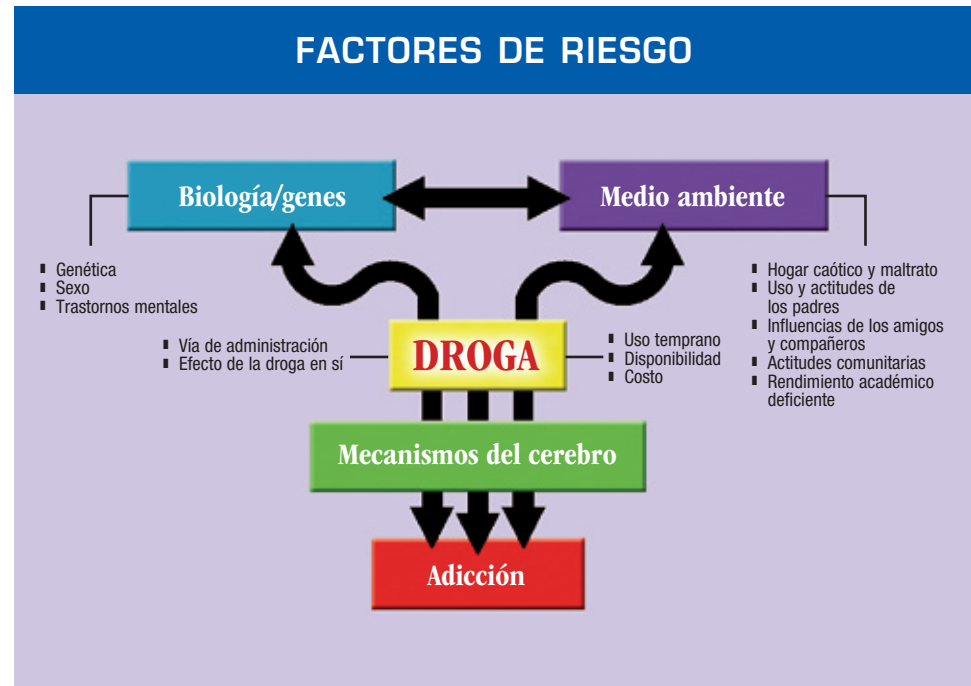 FACTORES DE RIESGO
Biología/genes
Medio ambiente
▮ Genética
▮ Sexo
▮ Trastornos mentales
▮ Hogar caótico y maltrato
▮ Uso y actitudes de
los padres
▮ Influencias de los amigos
y compañeros
▮ Actitudes comunitarias
▮ Rendimiento académico
deficiente
▮ Vía de administración
▮ Efecto de la droga en sí
DROGA
▮ Uso temprano
▮ Disponibilidad
▮ Costo
Mecanismos del cerebro
Adicción